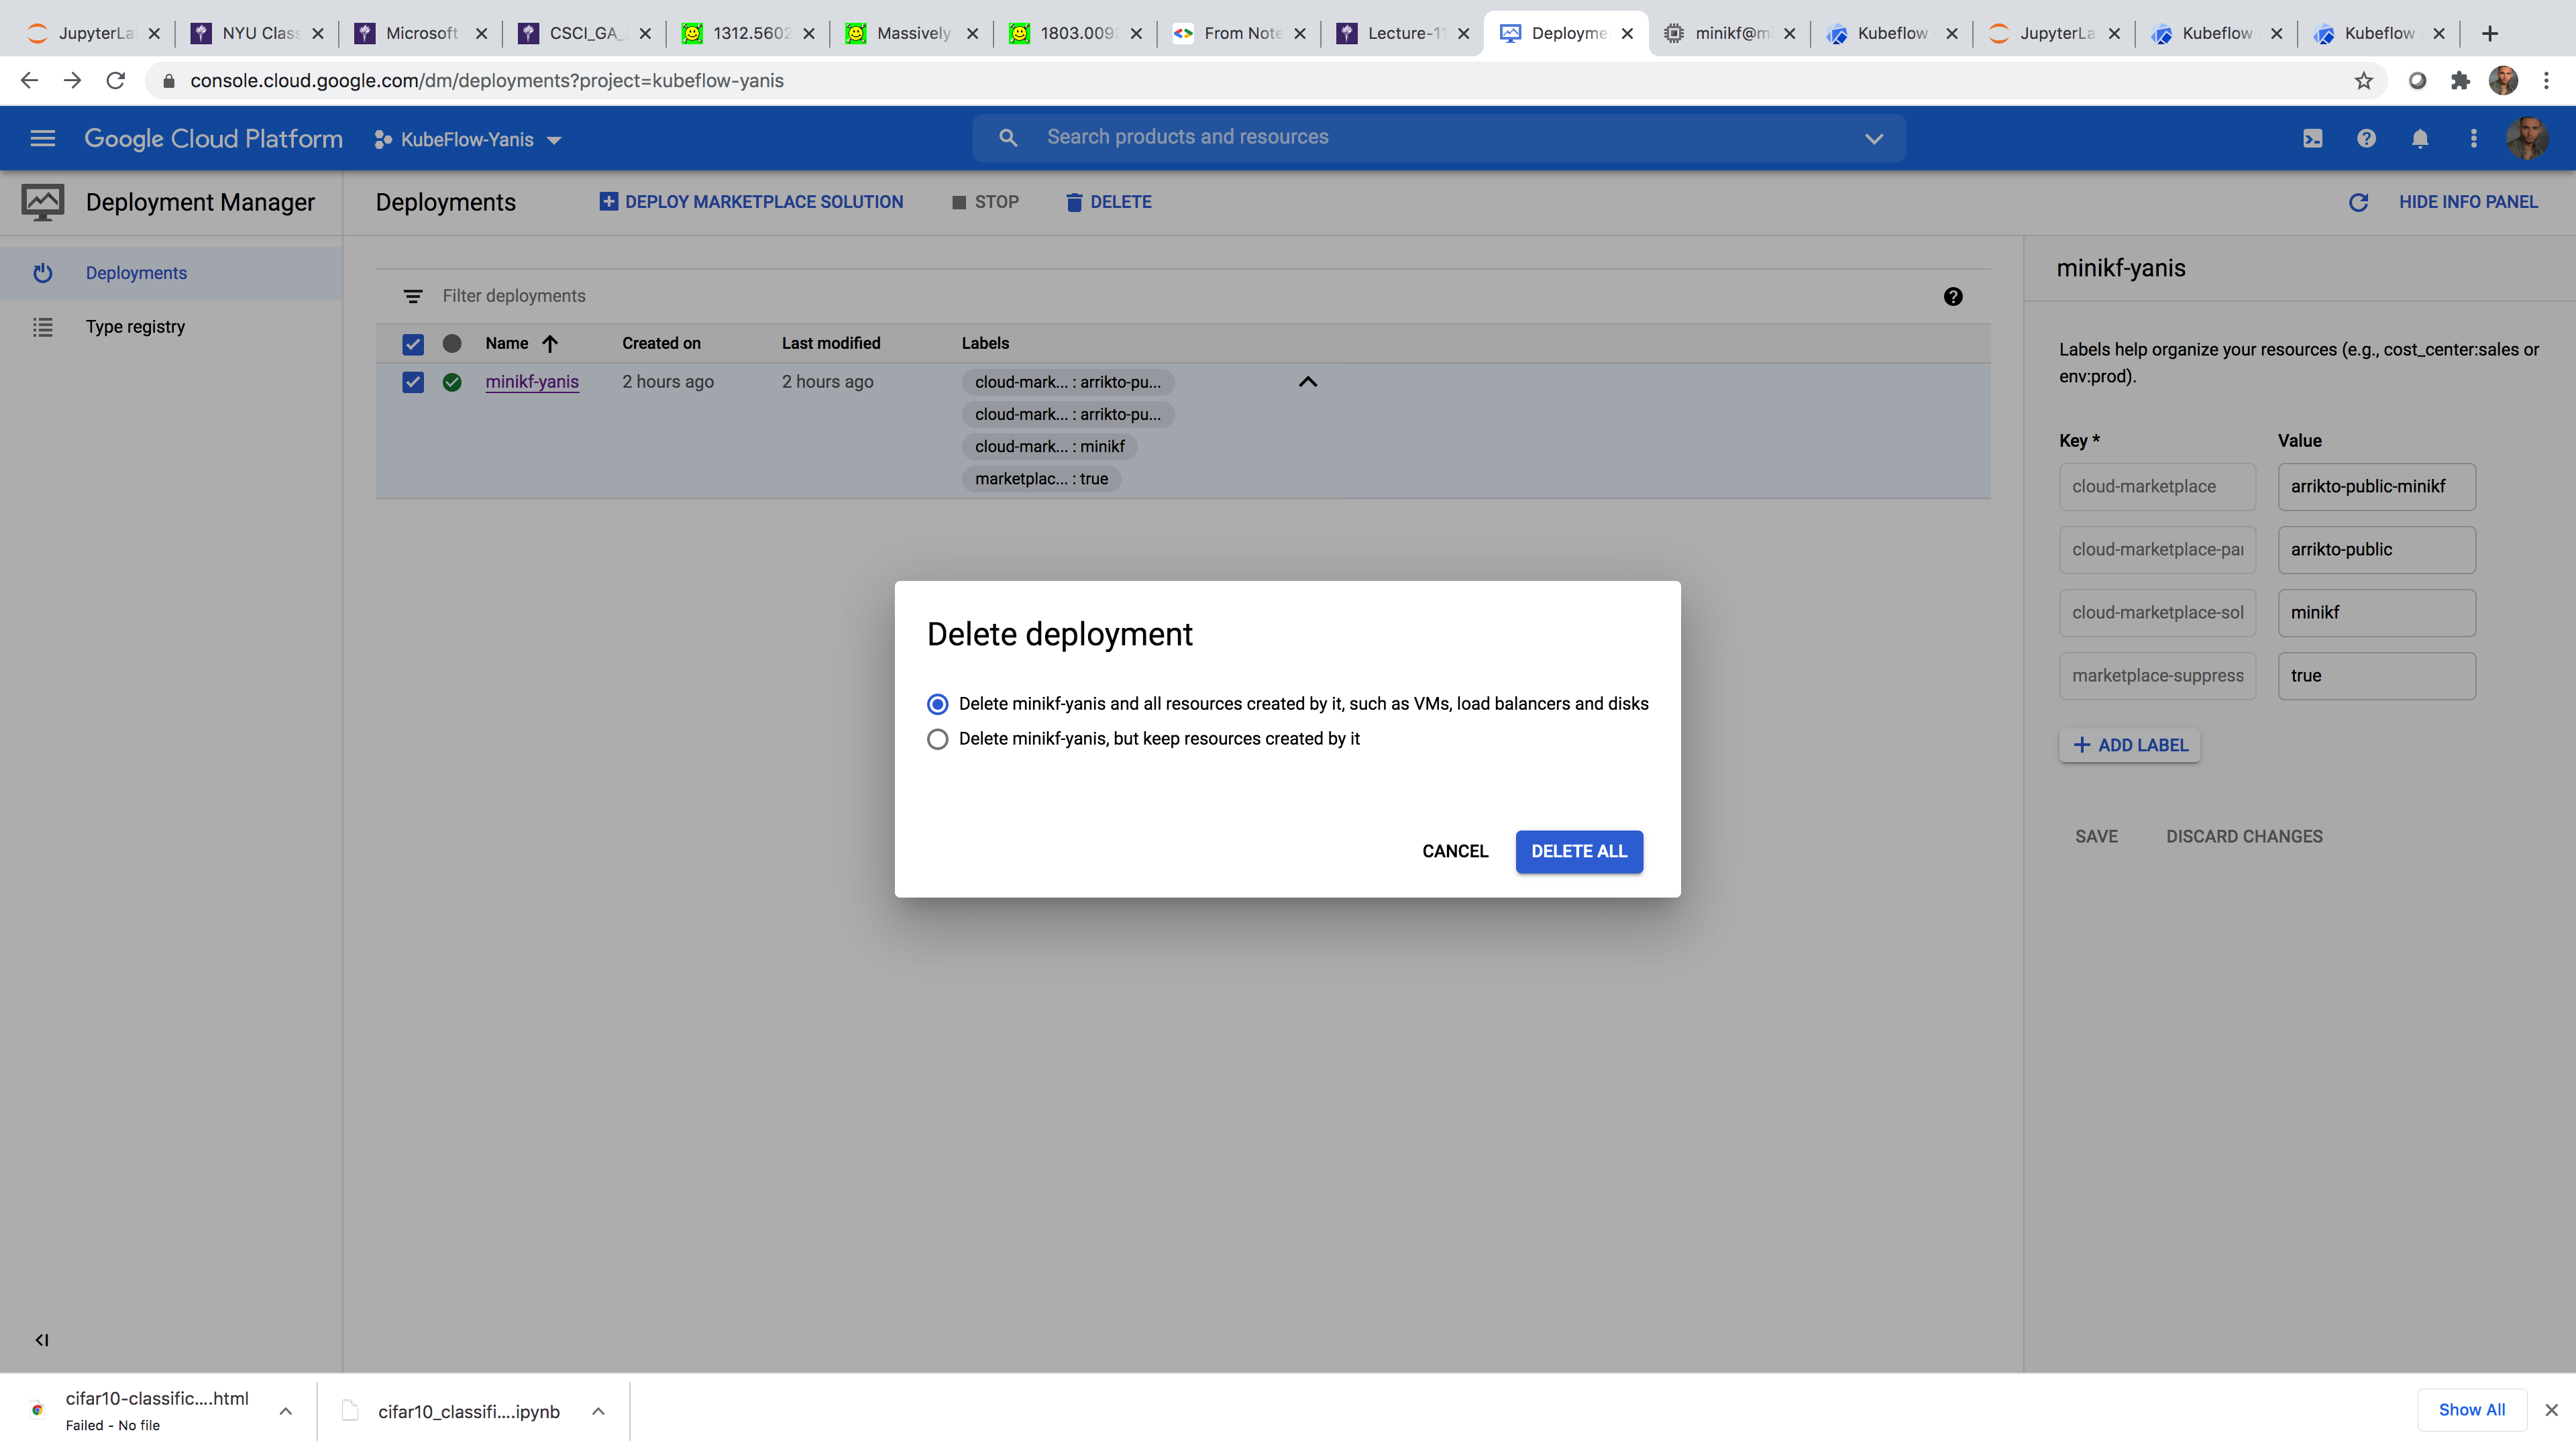 JupyterLa
NYU Class
Microsoft
CSCI_GA_
1312.5602
Massively
1803.0093
From Note
Lecture-11
Deployme
minikf@m
Kubeflow
JupyterLa
Kubeflow
Kubeflow
console.cloud.google.com/dm/deployments?project=kubeflow-yanis
Google Cloud Platform
KubeFlow-Yanis
Search products and resources
Deployment Manager
Deployments
DEPLOY MARKETPLACE SOLUTION
STOP
DELETE
HIDE INFO PANEL
Deployments
Type registry
Filter deployments
Name Created on Last modified Labels
minikf-yanis 2 hours ago 2 hours ago cloud-mark... : arrikto-pu...
cloud-mark... : arrikto-pu...
cloud-mark... : minikf
marketplac... : true
Delete deployment
Delete minikf-yanis and all resources created by it, such as VMs, load balancers and disks
Delete minikf-yanis, but keep resources created by it
CANCEL
DELETE ALL
minikf-yanis
Labels help organize your resources (e.g., cost_center:sales or
env:prod).
Key * Value
cloud-marketplace arrikto-public-minikf
cloud-marketplace-par arrikto-public
cloud-marketplace-sol minikf
marketplace-suppress true
ADD LABEL
SAVE DISCARD CHANGES
cifar10-classific....html
Failed - No file
cifar10_classifi....ipynb
Show All